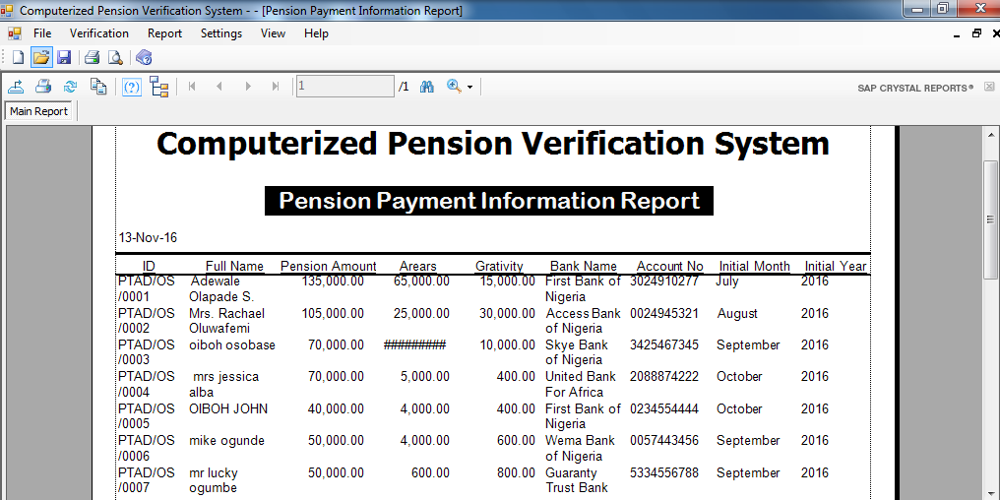 Computerized Pension Verification System - - [Pension Payment Information Report]
File Verification Report Settings View Help
1 /1 SAP CRYSTAL REPORTS®
Main Report
Computerized Pension Verification System
Pension Payment Information Report
13-Nov-16
ID Full Name Pension Amount Arears Grativity Bank Name Account No Initial Month Initial Year
PTAD/OS Adewale 135,000.00 65,000.00 15,000.00 First Bank of 3024910277 July 2016
/0001 Olapade S. Nigeria
PTAD/OS Mrs. Rachael 105,000.00 25,000.00 30,000.00 Access Bank 0024945321 August 2016
/0002 Oluwafemi of Nigeria
PTAD/OS oiboh osobase 70,000.00 ########## 10,000.00 Skye Bank 3425467345 September 2016
/0003 of Nigeria
PTAD/OS mrs jessica 70,000.00 5,000.00 400.00 United Bank 2088874222 October 2016
/0004 alba For Africa
PTAD/OS OIBOH JOHN 40,000.00 4,000.00 400.00 First Bank of 0234554444 October 2016
/0005 Nigeria
PTAD/OS mike ogunde 50,000.00 4,000.00 600.00 Wema Bank 0057443456 September 2016
/0006 of Nigeria
PTAD/OS mr lucky 50,000.00 600.00 800.00 Guaranty 5334556788 September 2016
/0007 ogumbe Trust Bank